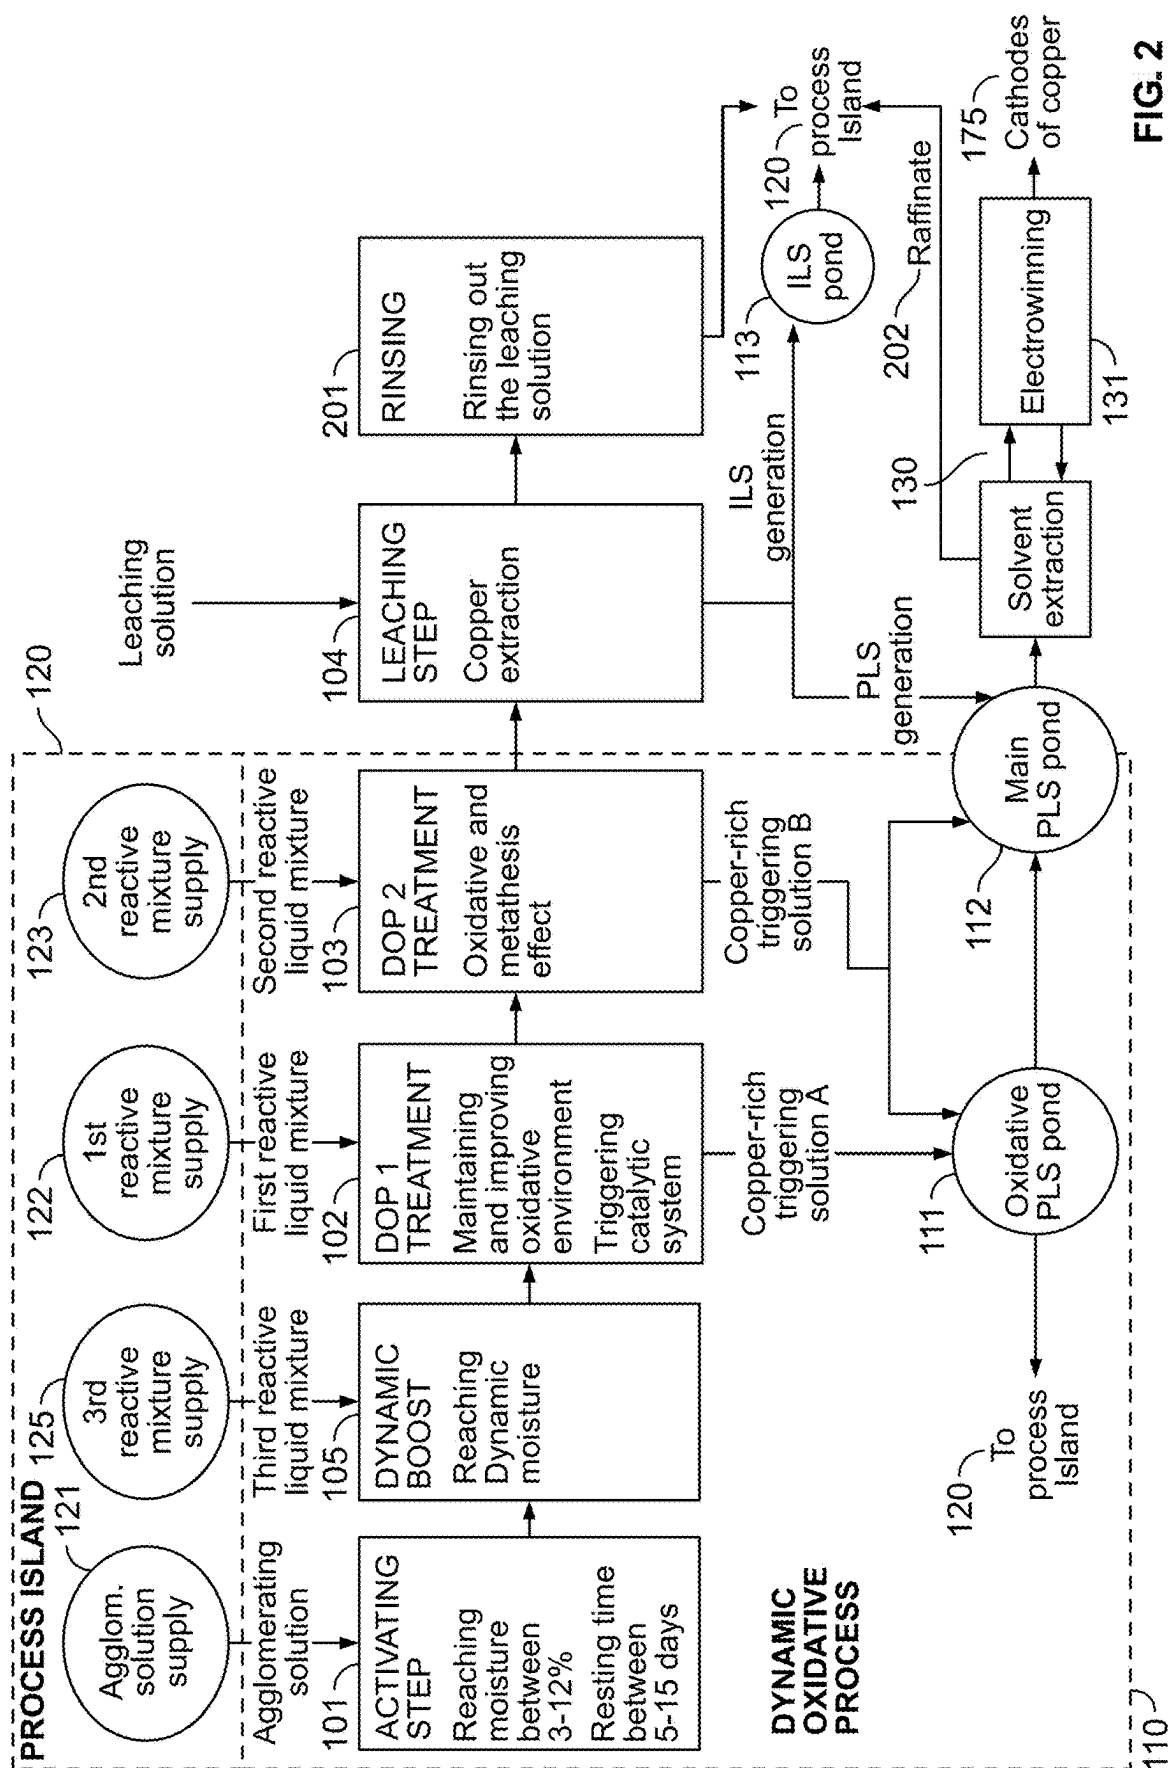 PROCESS ISLAND
120
121
Agglom.
solution
supply
125
3rd
reactive
mixture
supply
122
1st
reactive
mixture
supply
123
2nd
reactive
mixture
supply
Agglomerating
solution
Third reactive
liquid mixture
First reactive
liquid mixture
Second reactive
liquid mixture
Leaching
solution
101
ACTIVATING
STEP
Reaching
moisture
between
3-12%
Resting time
between
5-15 days
105
DYNAMIC
BOOST
Reaching
Dynamic
moisture
102
DOP 1
TREATMENT
Maintaining
and improving
oxidative
environment
Triggering
catalytic
system
103
DOP 2
TREATMENT
Oxidative and
metathesis
effect
104
LEACHING
STEP
Copper
extraction
201
RINSING
Rinsing out
the leaching
solution
DYNAMIC
OXIDATIVE
PROCESS
Copper-rich
triggering
solution A
Copper-rich
triggering
solution B
ILS
generation
113
ILS
pond
120
To
process
Island
PLS
generation
202
Raffinate
120
To
process
Island
111
Oxidative
PLS pond
112
Main
PLS pond
Solvent
extraction
130
Electrowinning
131
175
Cathodes
of copper
110
FIG. 2